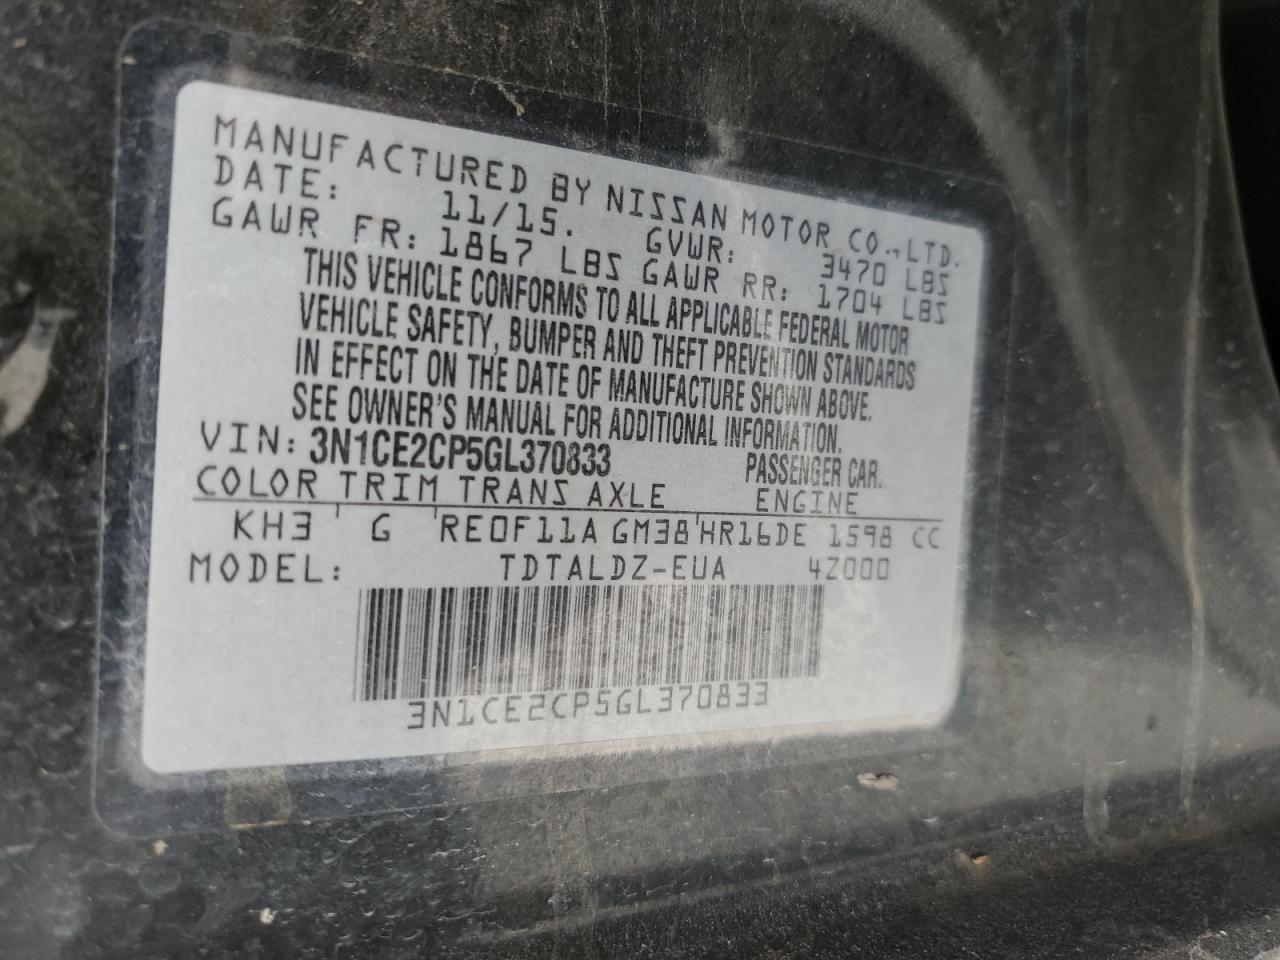 MANUFACTURED BY NISSAN MOTOR CO.,LTD.
DATE: 11/15. GVWR: 3470 LBS
GAWR FR: 1867 LBS GAWR RR: 1704 LBS
THIS VEHICLE CONFORMS TO ALL APPLICABLE FEDERAL MOTOR
VEHICLE SAFETY, BUMPER AND THEFT PREVENTION STANDARDS
IN EFFECT ON THE DATE OF MANUFACTURE SHOWN ABOVE.
SEE OWNER'S MANUAL FOR ADDITIONAL INFORMATION.
VIN: 3N1CE2CP5GL370833 PASSENGER CAR.
COLOR TRIM TRANS AXLE ENGINE
KH3 G RE0F11A GM38 HR16DE 1598 CC
MODEL: TDTALDZ-EUA 4Z000
3N1CE2CP5GL370833